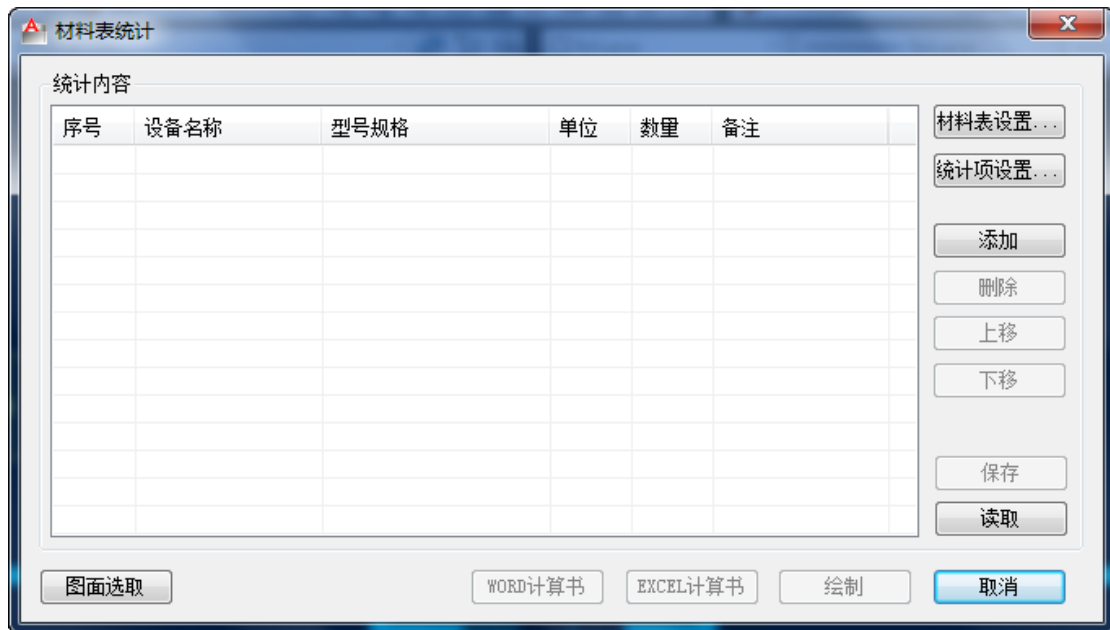 材料表统计
统计内容
序号 设备名称 型号规格 单位 数量 备注
材料表设置...
统计项设置...
添加
删除
上移
下移
保存
读取
图面选取 WORD计算书 EXCEL计算书 绘制 取消